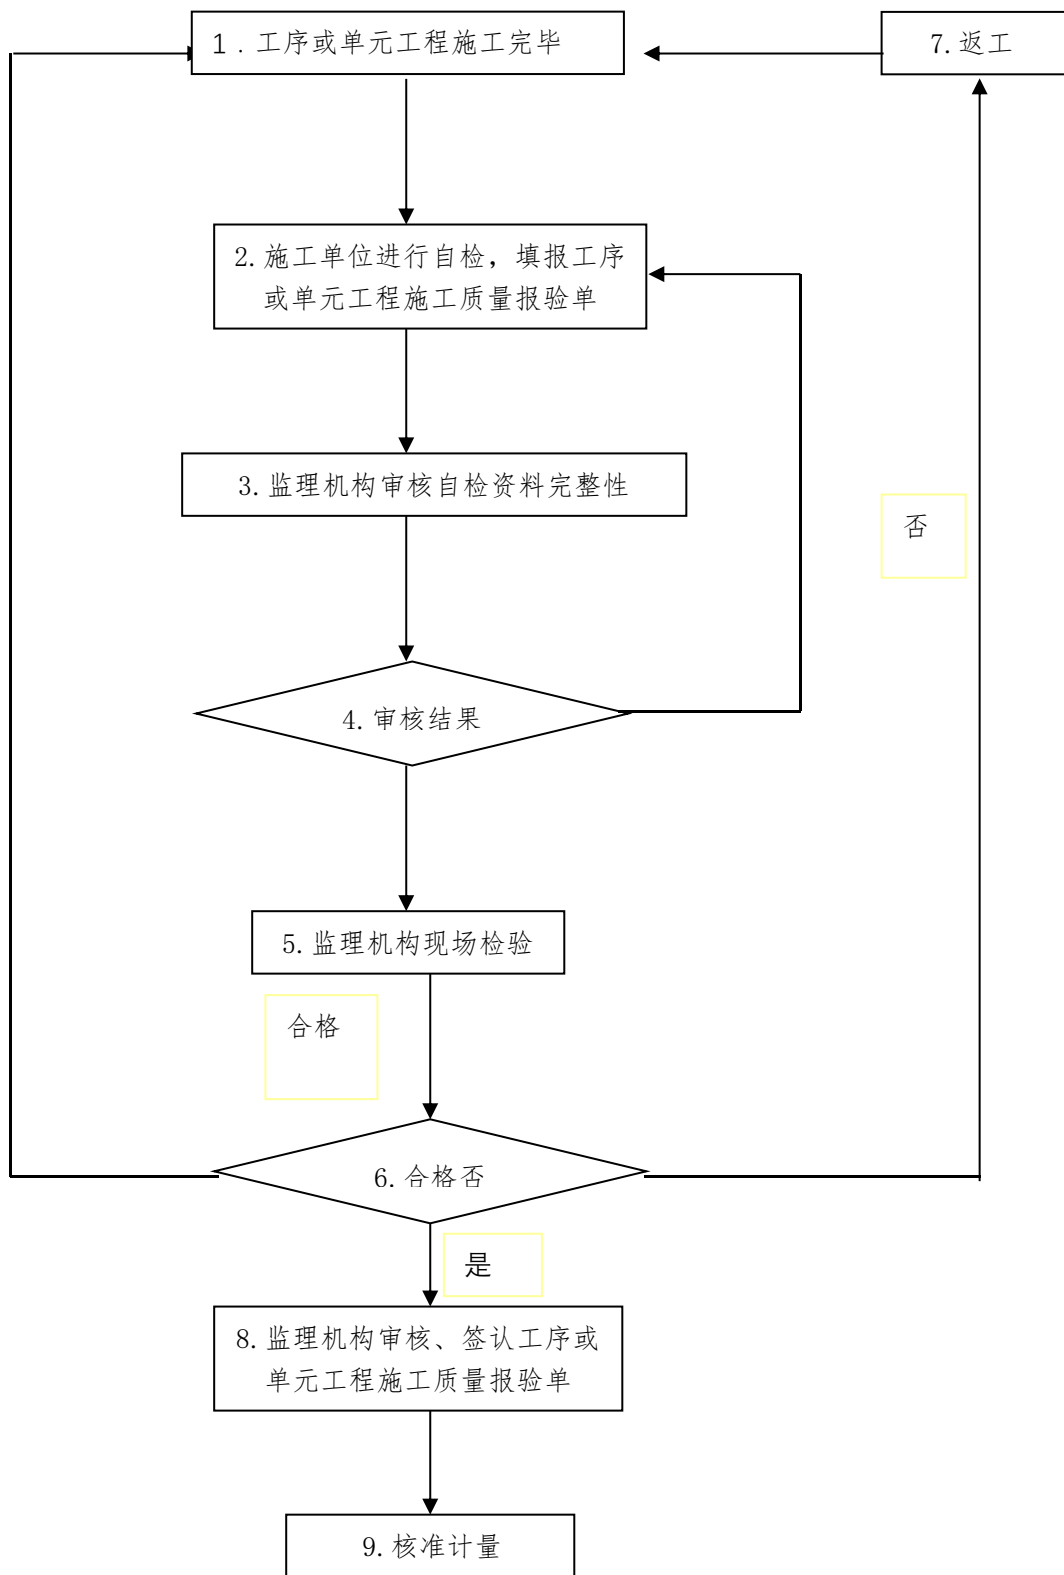 1．工序或单元工程施工完毕
7.返工
2.施工单位进行自检，填报工序
或单元工程施工质量报验单
3.监理机构审核自检资料完整性
否
4.审核结果
5.监理机构现场检验
合格
6.合格否
是
8.监理机构审核、签认工序或
单元工程施工质量报验单
9.核准计量